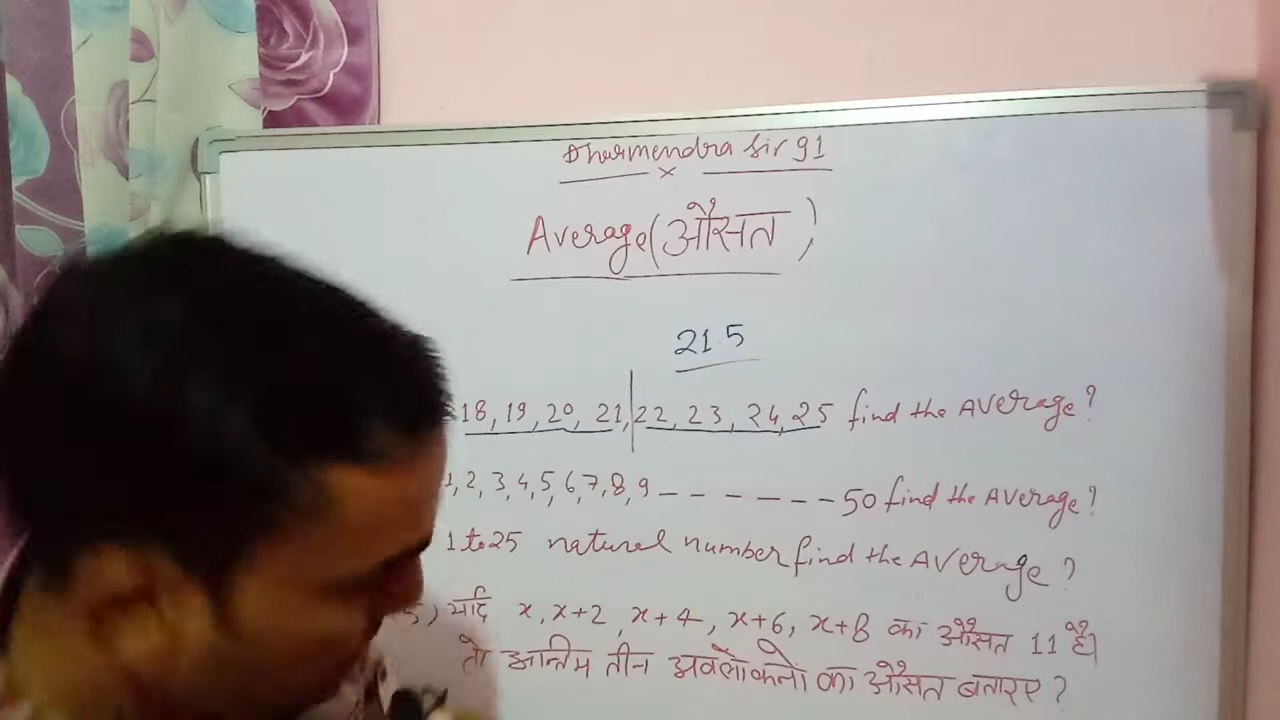 Dharmendra Sir 91
×
Average (औसत)
21.5
18, 19, 20, 21, 22, 23, 24, 25 find the Average?
1, 2, 3, 4, 5, 6, 7, 8, 9 - - - - - - - 50 find the Average?
1 to 25 natural number find the Average?
5) यदि x, x+2, x+4, x+6, x+8 का औसत 11 है।
तो अन्तिम तीन अवलोकनों का औसत बताइए?